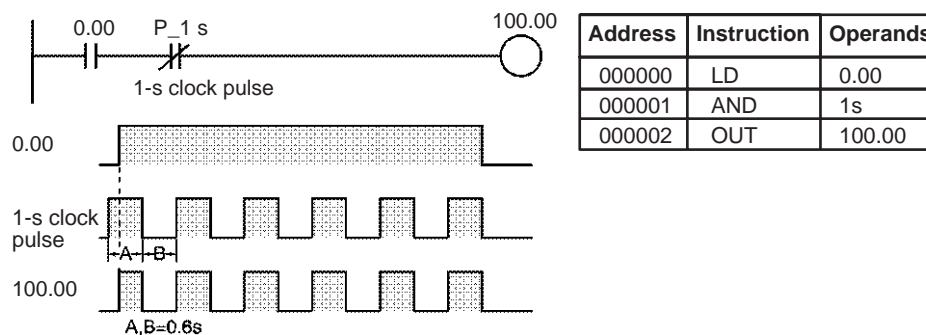 0.00 P_1 s 100.00
1-s clock pulse
0.00
1-s clock
pulse
A B
100.00
A,B=0.6s
Address Instruction Operands
000000 LD 0.00
000001 AND 1s
000002 OUT 100.00